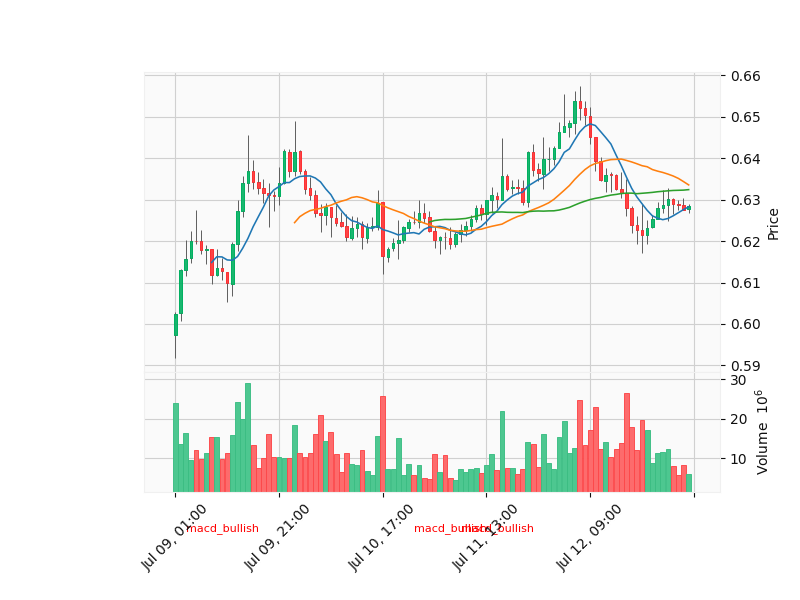 0.66
0.65
0.64
0.63
0.62
0.61
0.60
0.59
Price
30
20
10
Volume 10^6
Jul 09, 01:00
Jul 09, 21:00
Jul 10, 17:00
Jul 11, 13:00
Jul 12, 09:00
macd_bullish
macd_bullish
macd_bullish